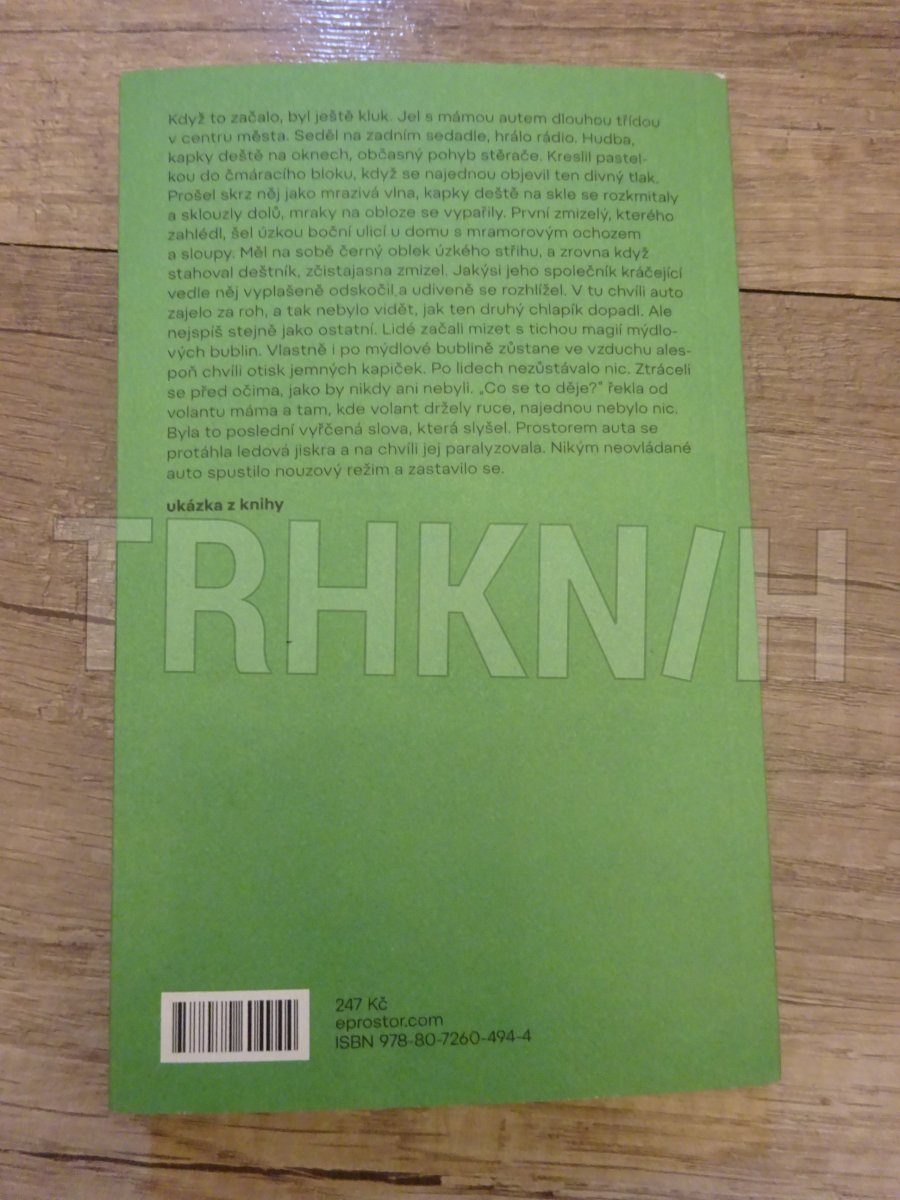 Když to začalo, byl ještě kluk. Jel s mámou autem dlouhou třídou
v centru města. Seděl na zadním sedadle, hrálo rádio. Hudba,
kapky deště na oknech, občasný pohyb stěrače. Kreslil pastel-
kou do čmáracího bloku, když se najednou objevil ten divný tlak.
Prošel skrz něj jako mrazivá vlna, kapky deště na skle se rozkmitaly
a sklouzly dolů, mraky na obloze se vypařily. První zmizelý, kterého
zahlédl, šel úzkou boční ulicí u domu s mramorovým ochozem
a sloupy. Měl na sobě černý oblek úzkého střihu, a zrovna když
stahoval deštník, zčistajasna zmizel. Jakýsi jeho společník kráčející
vedle něj vyplašeně odskočil a udiveně se rozhlížel. V tu chvíli auto
zajelo za roh, a tak nebylo vidět, jak ten druhý chlapík dopadl. Ale
nejspíš stejně jako ostatní. Lidé začali mizet s tichou magií mýdlo-
vých bublin. Vlastně i po mýdlové bublině zůstane ve vzduchu ales-
poň chvíli otisk jemných kapiček. Po lidech nezůstávalo nic. Ztráceli
se před očima, jako by nikdy ani nebyli. „Co se to děje?“ řekla od
volantu máma a tam, kde volant držely ruce, najednou nebylo nic.
Byla to poslední vyřčená slova, která slyšel. Prostorem auta se
protáhla ledová jiskra a na chvíli jej paralyzovala. Nikým neovládané
auto spustilo nouzový režim a zastavilo se.
ukázka z knihy
TRHKNIH
247 Kč
eprostor.com
ISBN 978-80-7260-494-4